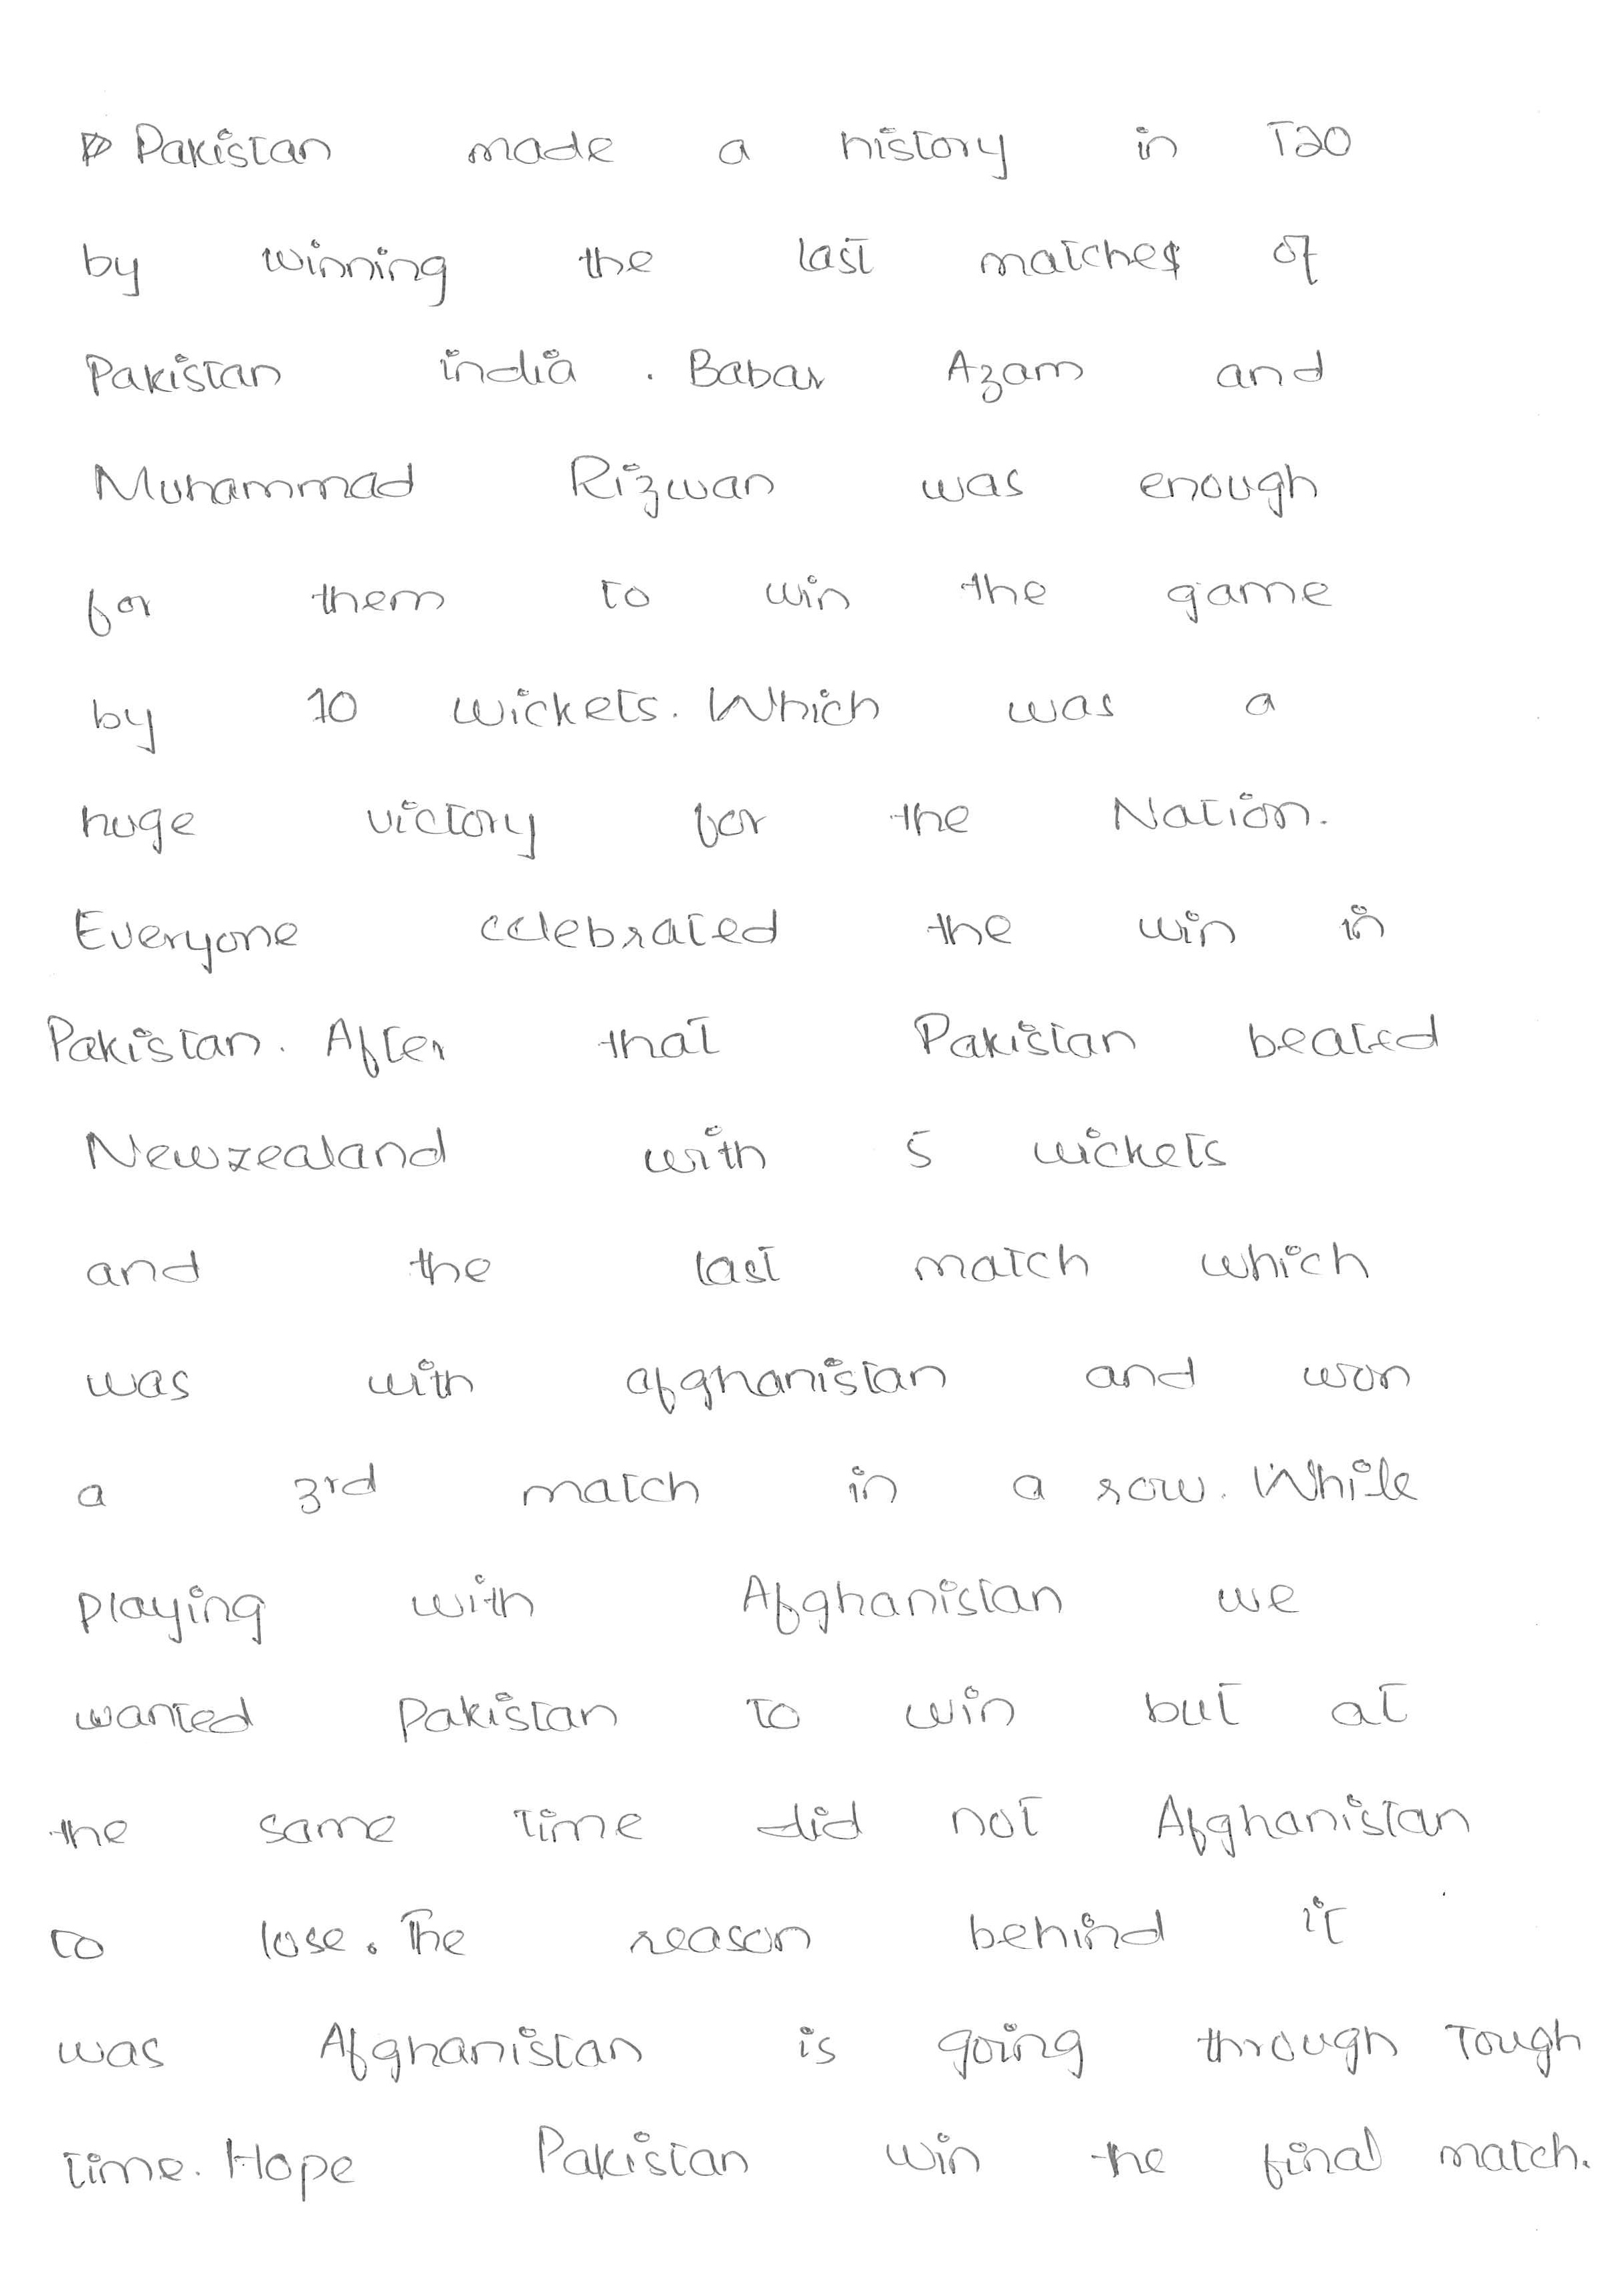 Pakistan made a history in T20
by winning the last matches of
Pakistan india . Babar Azam and
Muhammad Rizwan was enough
for them to win the game
by 10 wickets. Which was a
huge victory for the Nation.
Everyone celebrated the win in
Pakistan. After that Pakistan beated
Newzealand with 5 wickets
and the last match which
was with afghanistan and won
a 3rd match in a row. While
playing with Afghanistan we
wanted Pakistan to win but at
the same time did not Afghanistan
to lose. The reason behind it
was Afghanistan is going through Tough
time. Hope Pakistan win the final match.